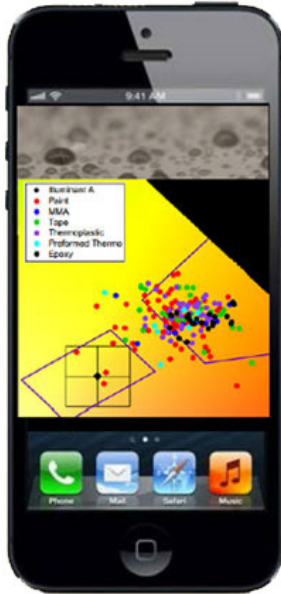 9:41 AM
Illuminant A
Paint
MMA
Tape
Thermoplastic
Preformed Thermo
Epoxy
Phone
Mail
Safari
Music